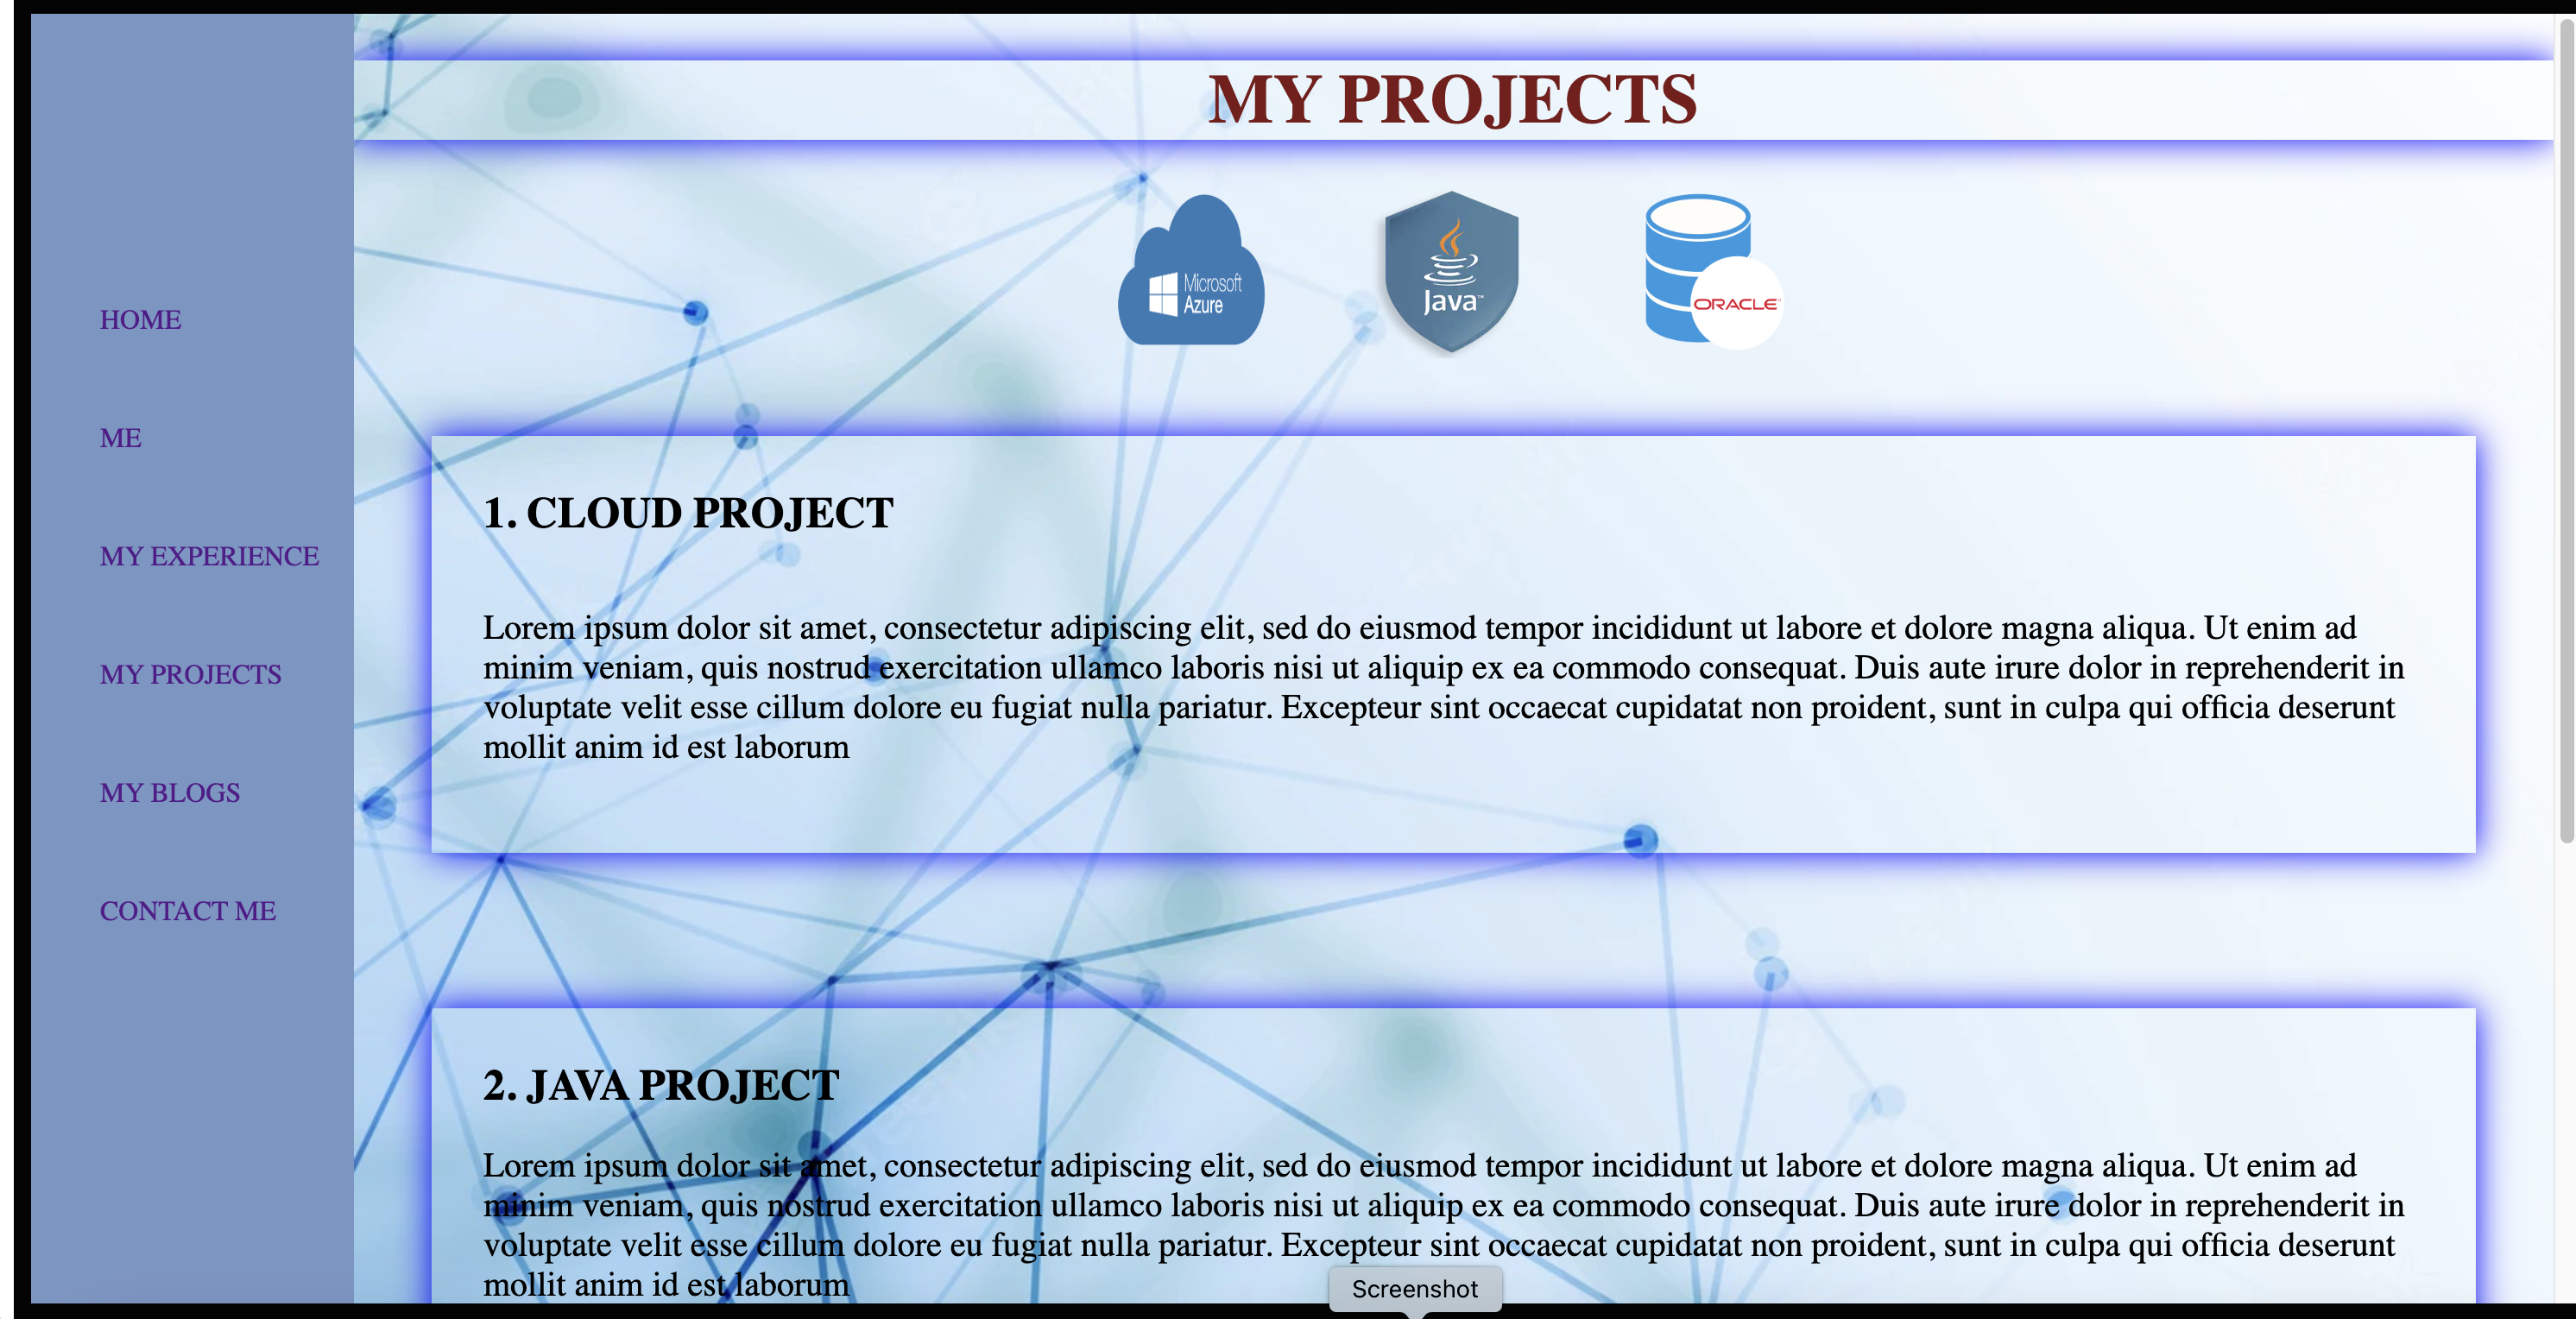 MY PROJECTS
Microsoft
Azure
Java™
ORACLE
HOME
ME
MY EXPERIENCE
MY PROJECTS
MY BLOGS
CONTACT ME
1. CLOUD PROJECT
Lorem ipsum dolor sit amet, consectetur adipiscing elit, sed do eiusmod tempor incididunt ut labore et dolore magna aliqua. Ut enim ad
minim veniam, quis nostrud exercitation ullamco laboris nisi ut aliquip ex ea commodo consequat. Duis aute irure dolor in reprehenderit in
voluptate velit esse cillum dolore eu fugiat nulla pariatur. Excepteur sint occaecat cupidatat non proident, sunt in culpa qui officia deserunt
mollit anim id est laborum
2. JAVA PROJECT
Lorem ipsum dolor sit amet, consectetur adipiscing elit, sed do eiusmod tempor incididunt ut labore et dolore magna aliqua. Ut enim ad
minim veniam, quis nostrud exercitation ullamco laboris nisi ut aliquip ex ea commodo consequat. Duis aute irure dolor in reprehenderit in
voluptate velit esse cillum dolore eu fugiat nulla pariatur. Excepteur sint occaecat cupidatat non proident, sunt in culpa qui officia deserunt
mollit anim id est laborum
Screenshot